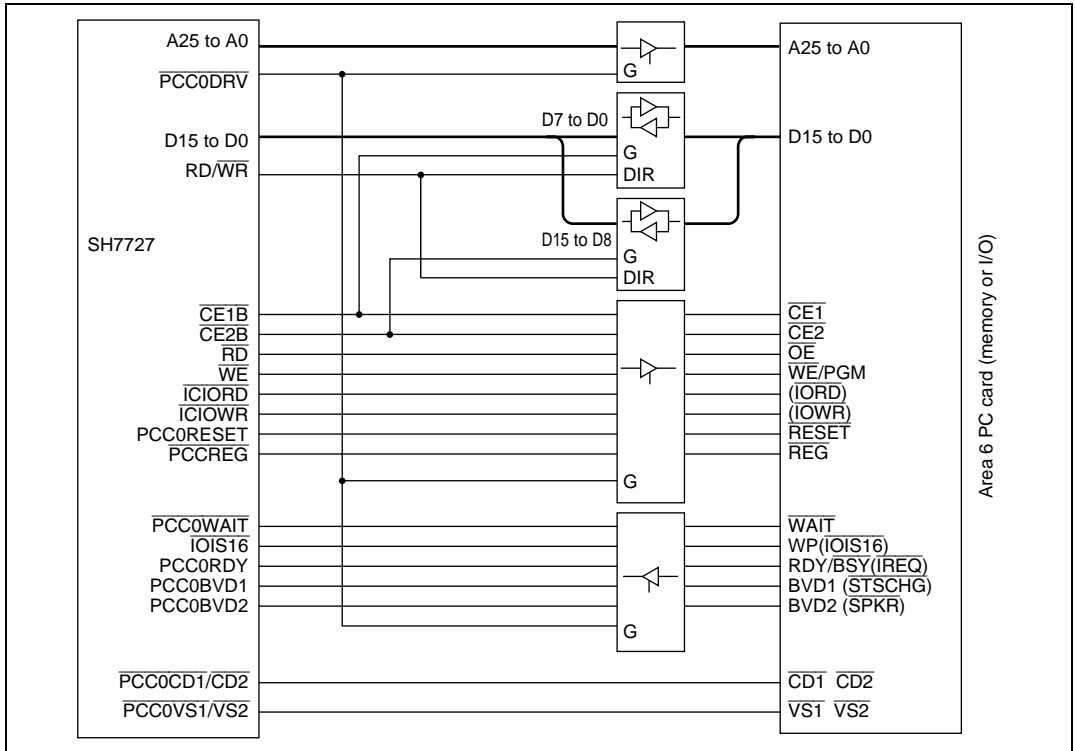 A25 to A0
PCC0DRV
D15 to D0
RD/WR
SH7727
CE1B
CE2B
RD
WE
ICIORD
ICIOWR
PCC0RESET
PCCREG
PCC0WAIT
IOIS16
PCC0RDY
PCC0BVD1
PCC0BVD2
PCC0CD1/CD2
PCC0VS1/VS2
G
D7 to D0
G
DIR
D15 to D8
G
DIR
G
G
A25 to A0
D15 to D0
CE1
CE2
OE
WE/PGM
(IORD)
(IOWR)
RESET
REG
WAIT
WP(IOIS16)
RDY/BSY(IREQ)
BVD1 (STSCHG)
BVD2 (SPKR)
CD1 CD2
VS1 VS2
Area 6 PC card (memory or I/O)